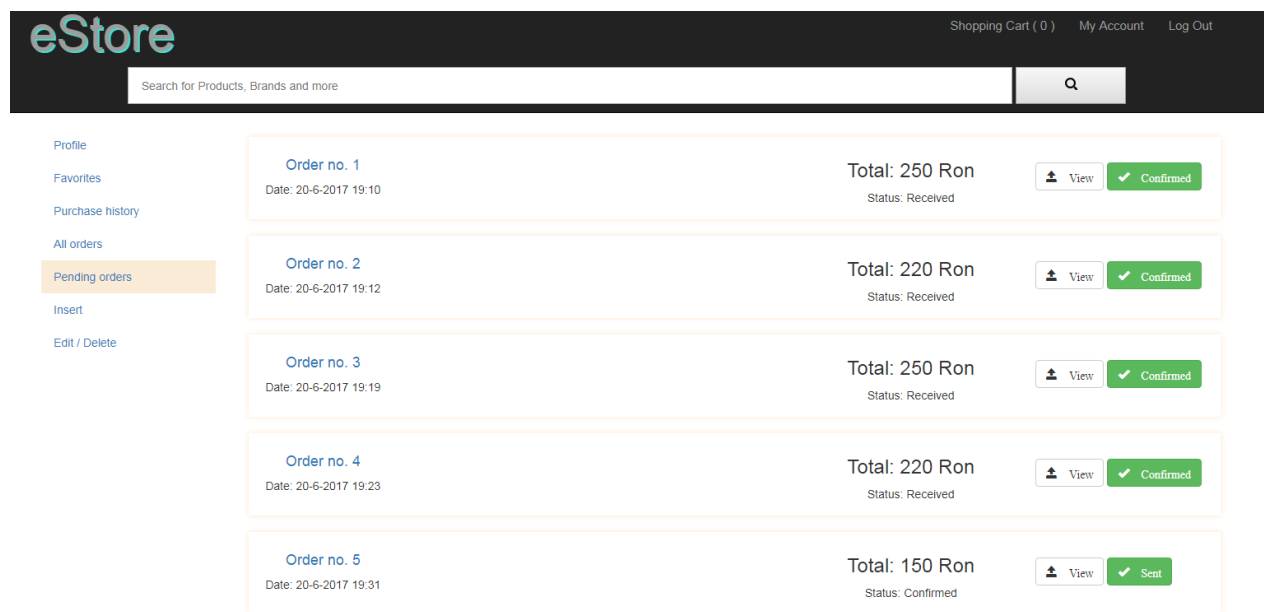 eStore
Shopping Cart ( 0 ) My Account Log Out
Search for Products, Brands and more
Profile
Favorites
Purchase history
All orders
Pending orders
Insert
Edit / Delete
Order no. 1
Date: 20-6-2017 19:10
Total: 250 Ron
Status: Received
View Confirmed
Order no. 2
Date: 20-6-2017 19:12
Total: 220 Ron
Status: Received
View Confirmed
Order no. 3
Date: 20-6-2017 19:19
Total: 250 Ron
Status: Received
View Confirmed
Order no. 4
Date: 20-6-2017 19:23
Total: 220 Ron
Status: Received
View Confirmed
Order no. 5
Date: 20-6-2017 19:31
Total: 150 Ron
Status: Confirmed
View Sent